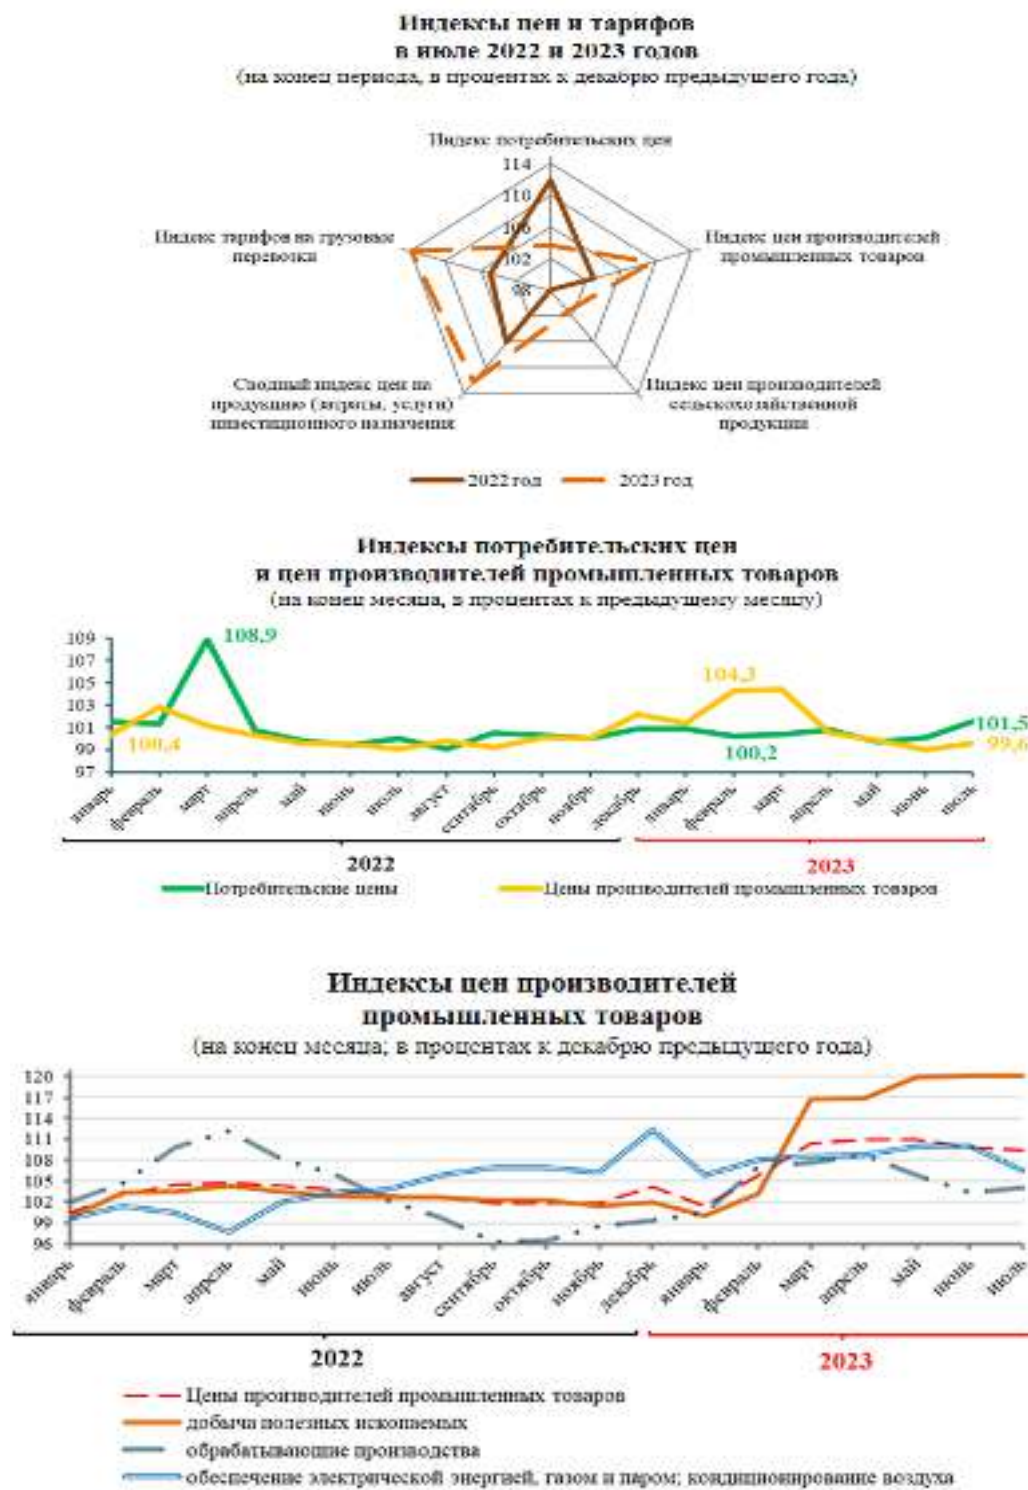 Индексы цен и тарифов
в июле 2022 и 2023 годов
(на конец периода, в процентах к декабрю предыдущего года)
Индекс потребительских цен
114
110
106
102
98
Индекс тарифов на грузовые
перевозки
Индекс цен производителей
промышленных товаров
Сводный индекс цен на
продукцию (затраты, услуги)
инвестиционного назначения
Индекс цен производителей
сельскохозяйственной
продукции
2022 год
2023 год
Индексы потребительских цен
и цен производителей промышленных товаров
(на конец месяца, в процентах к предыдущему месяцу)
109
107
105
103
101
99
97
108,9
100,4
104,3
100,2
101,5
99,6
январь
февраль
март
апрель
май
июнь
июль
август
сентябрь
октябрь
ноябрь
декабрь
январь
февраль
март
апрель
май
июнь
июль
2022
2023
Потребительские цены
Цены производителей промышленных товаров
Индексы цен производителей
промышленных товаров
(на конец месяца; в процентах к декабрю предыдущего года)
120
117
114
111
108
105
102
99
96
январь
февраль
март
апрель
май
июнь
июль
август
сентябрь
октябрь
ноябрь
декабрь
январь
февраль
март
апрель
май
июнь
июль
2022
2023
Цены производителей промышленных товаров
добыча полезных ископаемых
обрабатывающие производства
обеспечение электрической энергией, газом и паром; кондиционирование воздуха